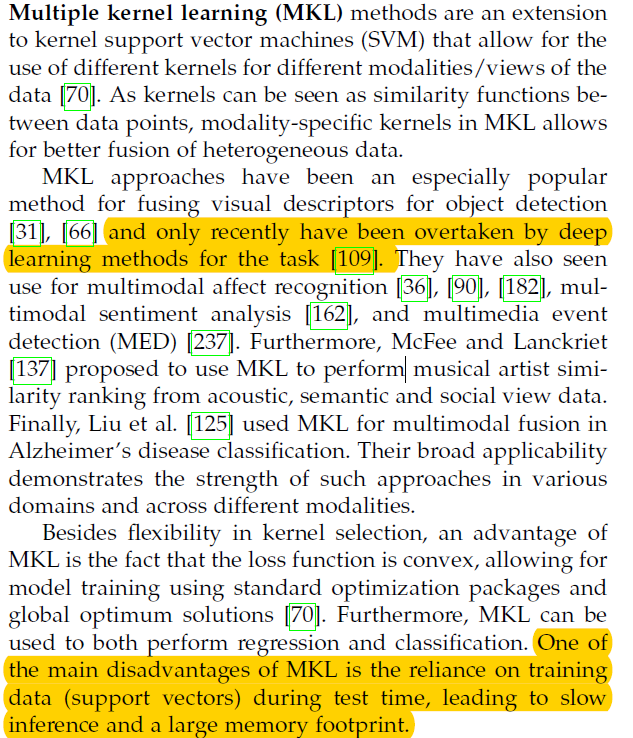 Multiple kernel learning (MKL) methods are an extension
to kernel support vector machines (SVM) that allow for the
use of different kernels for different modalities/views of the
data [70]. As kernels can be seen as similarity functions be-
tween data points, modality-specific kernels in MKL allows
for better fusion of heterogeneous data.
MKL approaches have been an especially popular
method for fusing visual descriptors for object detection
[31], [66] and only recently have been overtaken by deep
learning methods for the task [109]. They have also seen
use for multimodal affect recognition [36], [90], [182], mul-
timodal sentiment analysis [162], and multimedia event
detection (MED) [237]. Furthermore, McFee and Lanckriet
[137] proposed to use MKL to perform musical artist simi-
larity ranking from acoustic, semantic and social view data.
Finally, Liu et al. [125] used MKL for multimodal fusion in
Alzheimer's disease classification. Their broad applicability
demonstrates the strength of such approaches in various
domains and across different modalities.
Besides flexibility in kernel selection, an advantage of
MKL is the fact that the loss function is convex, allowing for
model training using standard optimization packages and
global optimum solutions [70]. Furthermore, MKL can be
used to both perform regression and classification. One of
the main disadvantages of MKL is the reliance on training
data (support vectors) during test time, leading to slow
inference and a large memory footprint.